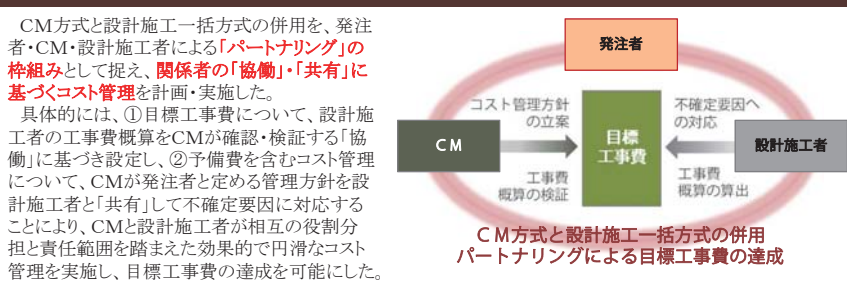 CM方式と設計施工一括方式の併用を、発注
者・CM・設計施工者による「パートナリング」の
枠組みとして捉え、関係者の「協働」・「共有」に
基づくコスト管理を計画・実施した。
具体的には、①目標工事費について、設計施
工者の工事費概算をCMが確認・検証する「協
働」に基づき設定し、②予備費を含むコスト管理
について、CMが発注者と定める管理方針を設
計施工者と「共有」して不確定要因に対応する
ことにより、CMと設計施工者が相互の役割分
担と責任範囲を踏まえた効果的で円滑なコスト
管理を実施し、目標工事費の達成を可能にした。
発注者
コスト管理方針
の立案
不確定要因へ
の対応
CM
目標
工事費
設計施工者
工事費
概算の検証
工事費
概算の算出
CM方式と設計施工一括方式の併用
パートナリングによる目標工事費の達成